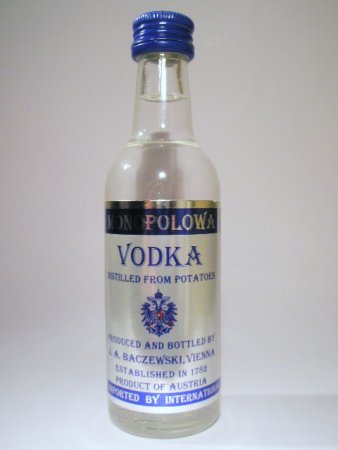 MONOPOLOWA
VODKA
DISTILLED FROM POTATOES
PRODUCED AND BOTTLED BY
J. A. BACZEWSKI, VIENNA
ESTABLISHED IN 1782
PRODUCT OF AUSTRIA
IMPORTED BY INTERNATION